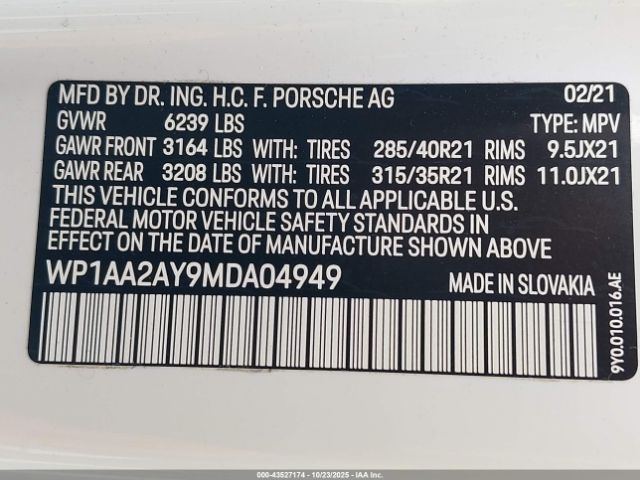 MFD BY DR. ING. H.C. F. PORSCHE AG 02/21
GVWR 6239 LBS TYPE: MPV
GAWR FRONT 3164 LBS WITH: TIRES 285/40R21 RIMS 9.5JX21
GAWR REAR 3208 LBS WITH: TIRES 315/35R21 RIMS 11.0JX21
THIS VEHICLE CONFORMS TO ALL APPLICABLE U.S.
FEDERAL MOTOR VEHICLE SAFETY STANDARDS IN
EFFECT ON THE DATE OF MANUFACTURE SHOWN ABOVE
WP1AA2AY9MDA04949 MADE IN SLOVAKIA
9Y0.010.016.AE
000-43527174 | 10/23/2025 - IAA Inc.